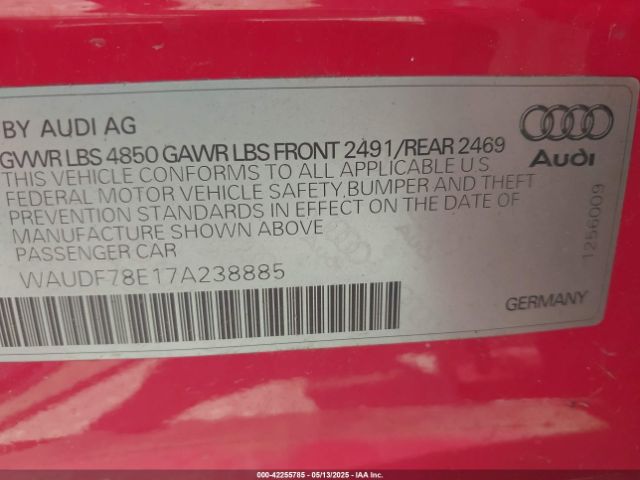 BY AUDI AG
GVWR LBS 4850 GAWR LBS FRONT 2491/REAR 2469
THIS VEHICLE CONFORMS TO ALL APPLICABLE U.S
FEDERAL MOTOR VEHICLE SAFETY, BUMPER AND THEFT
PREVENTION STANDARDS IN EFFECT ON THE DATE OF
MANUFACTURE SHOWN ABOVE
PASSENGER CAR
WAUDF78E17A238885
Audi
1256009
GERMANY
000-42255785 - 05/13/2025 - IAA Inc.